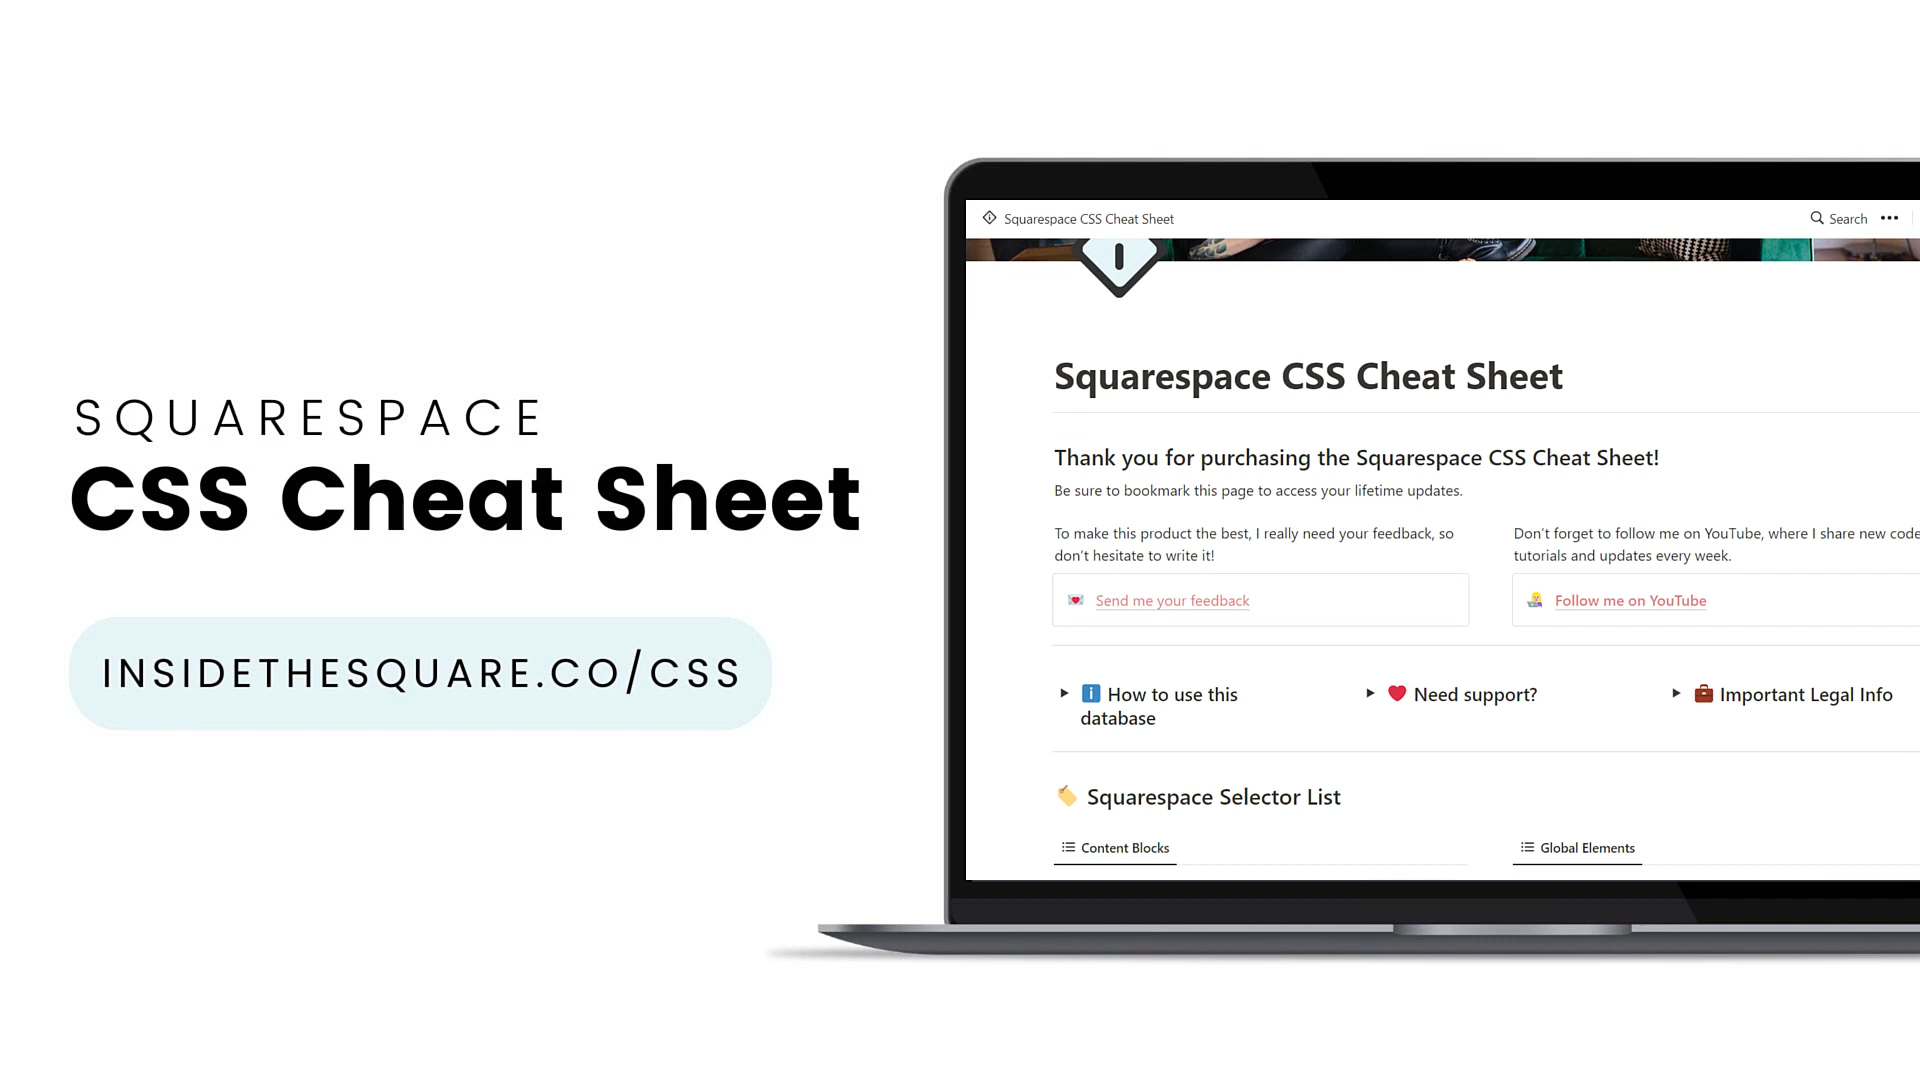 SQUARESPACE
CSS Cheat Sheet
INSIDETHESQUARE.CO/CSS
Squarespace CSS Cheat Sheet
Search
Squarespace CSS Cheat Sheet
Thank you for purchasing the Squarespace CSS Cheat Sheet!
Be sure to bookmark this page to access your lifetime updates.
To make this product the best, I really need your feedback, so
don't hesitate to write it!
Send me your feedback
Don't forget to follow me on YouTube, where I share new code
tutorials and updates every week.
Follow me on YouTube
How to use this
database
Need support?
Important Legal Info
Squarespace Selector List
Content Blocks
Global Elements